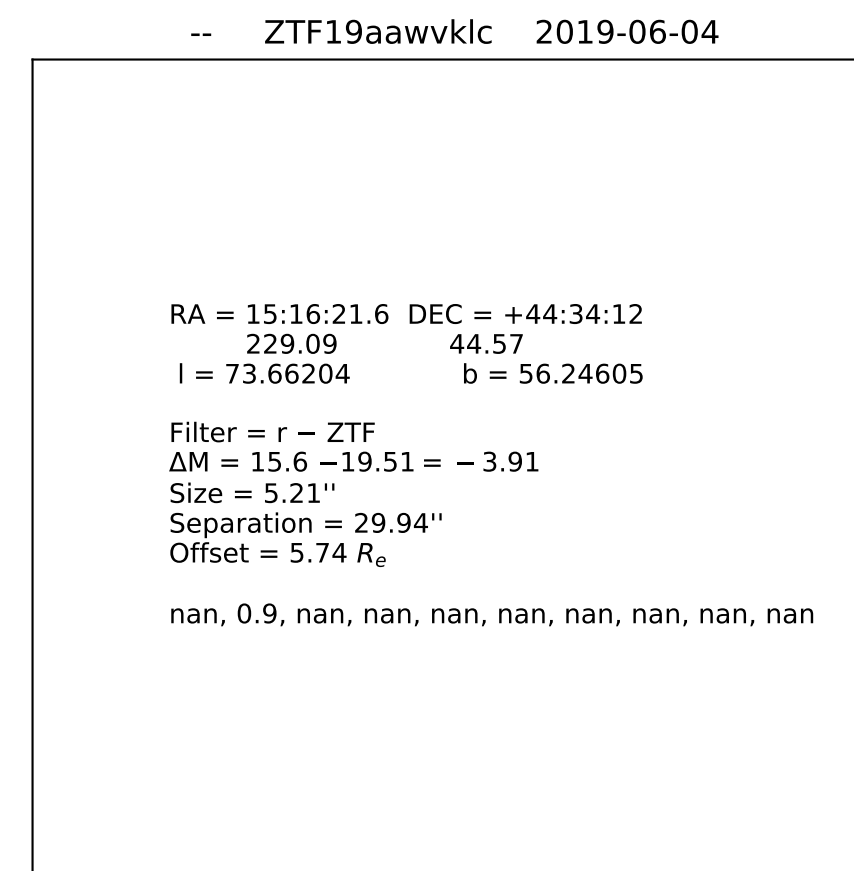 -- ZTF19aawvklc 2019-06-04
RA = 15:16:21.6 DEC = +44:34:12
229.09 44.57
l = 73.66204 b = 56.24605
Filter = r − ZTF
ΔM = 15.6 −19.51 = − 3.91
Size = 5.21''
Separation = 29.94''
Offset = 5.74 Re
nan, 0.9, nan, nan, nan, nan, nan, nan, nan, nan